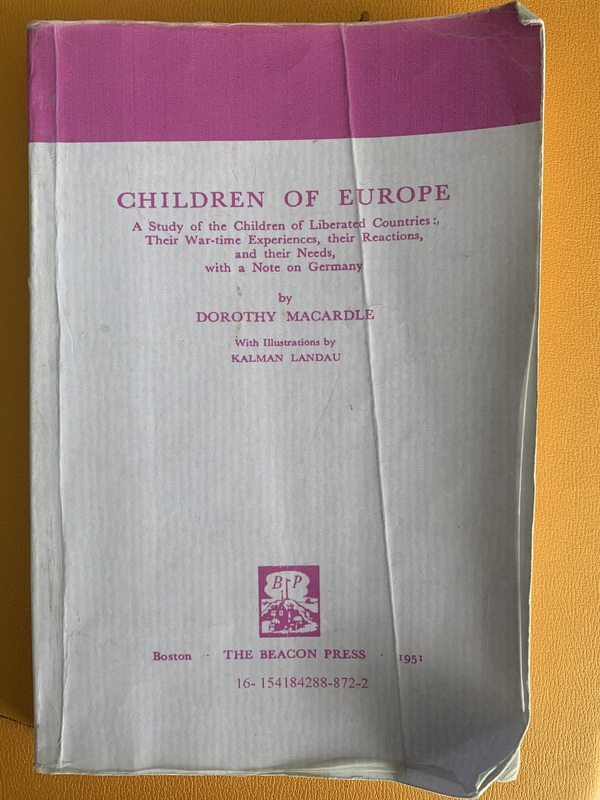 CHILDREN OF EUROPE
A Study of the Children of Liberated Countries:
Their War-time Experiences, their Reactions,
and their Needs,
with a Note on Germany
by
DOROTHY MACARDLE
With Illustrations by
KALMAN LANDAU
B P
Boston · THE BEACON PRESS · 1951
16- 154184288-872-2